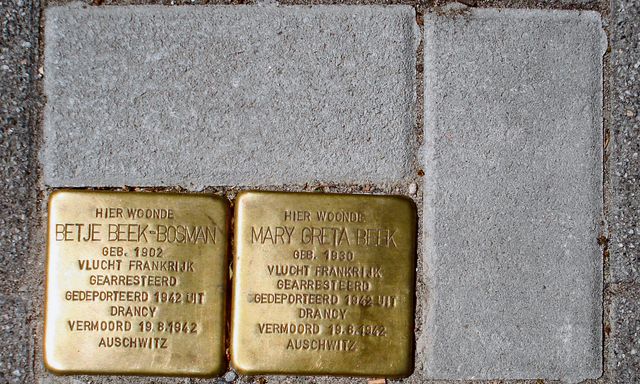 HIER WOONDE
BETJE BEEK-BOSMAN
GEB. 1902
VLUCHT FRANKRIJK
GEARRESTEERD
GEDEPORTEERD 1942 UIT
DRANCY
VERMOORD 19.8.1942
AUSCHWITZ
HIER WOONDE
MARY GRETA BEEK
GEB. 1930
VLUCHT FRANKRIJK
GEARRESTEERD
GEDEPORTEERD 1942 UIT
DRANCY
VERMOORD 19.8.1942
AUSCHWITZ